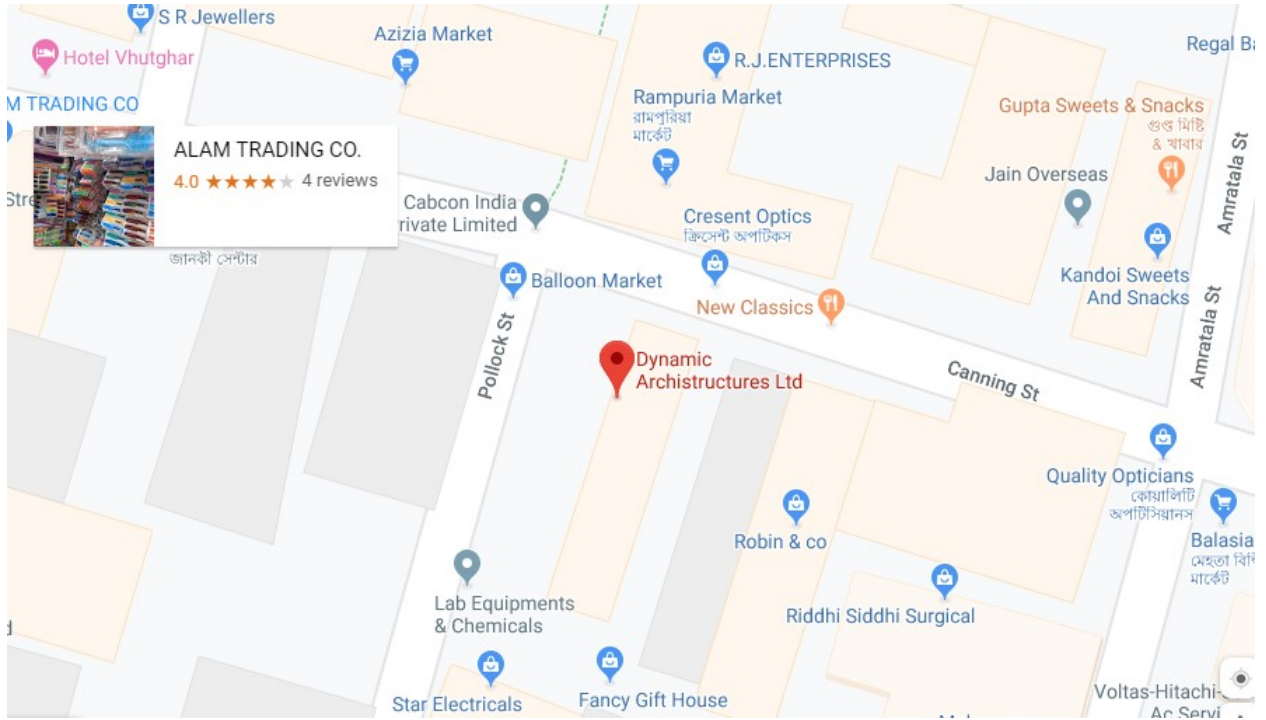 S R Jewellers
Hotel Vhutghar
Azizia Market
R.J.ENTERPRISES
Regal
Rampuria Market
রামপুরিয়া
মার্কেট
M TRADING CO
Gupta Sweets & Snacks
গুপ্ত মিষ্টি
& খাবার
ALAM TRADING CO.
4.0 4 reviews
Jain Overseas
Amratala St
Cabcon India
rivate Limited
Cresent Optics
ক্রিসেন্ট অপটিকস
জানকী সেন্টার
Balloon Market
Kandoi Sweets
And Snacks
New Classics
Pollock St
Amratala St
Dynamic
Archistructures Ltd
Canning St
Quality Opticians
কোয়ালিটি
অপটিসিয়ানস
Robin & co
Balasia
মেহতা
মার্কেট
Lab Equipments
& Chemicals
Riddhi Siddhi Surgical
Star Electricals
Fancy Gift House
Voltas-Hitachi-
Ac Servi